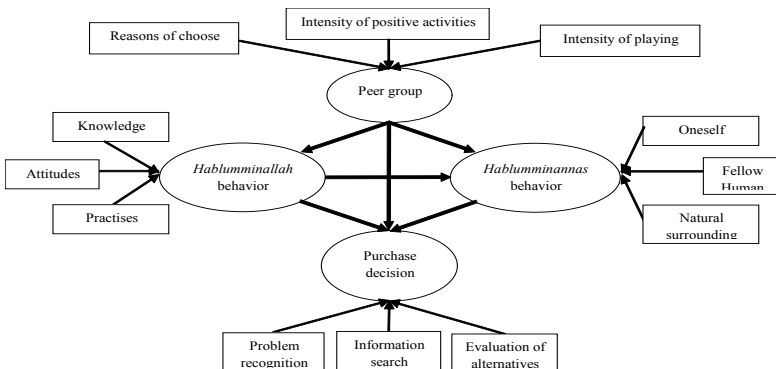 Intensity of positive activities
Reasons of choose
Intensity of playing
Peer group
Knowledge
Attitudes
Practises
Hablumminallah
behavior
Hablumminannas
behavior
Oneself
Fellow
Human
Natural
surrounding
Purchase
decision
Problem
recognition
Information
search
Evaluation of
alternatives